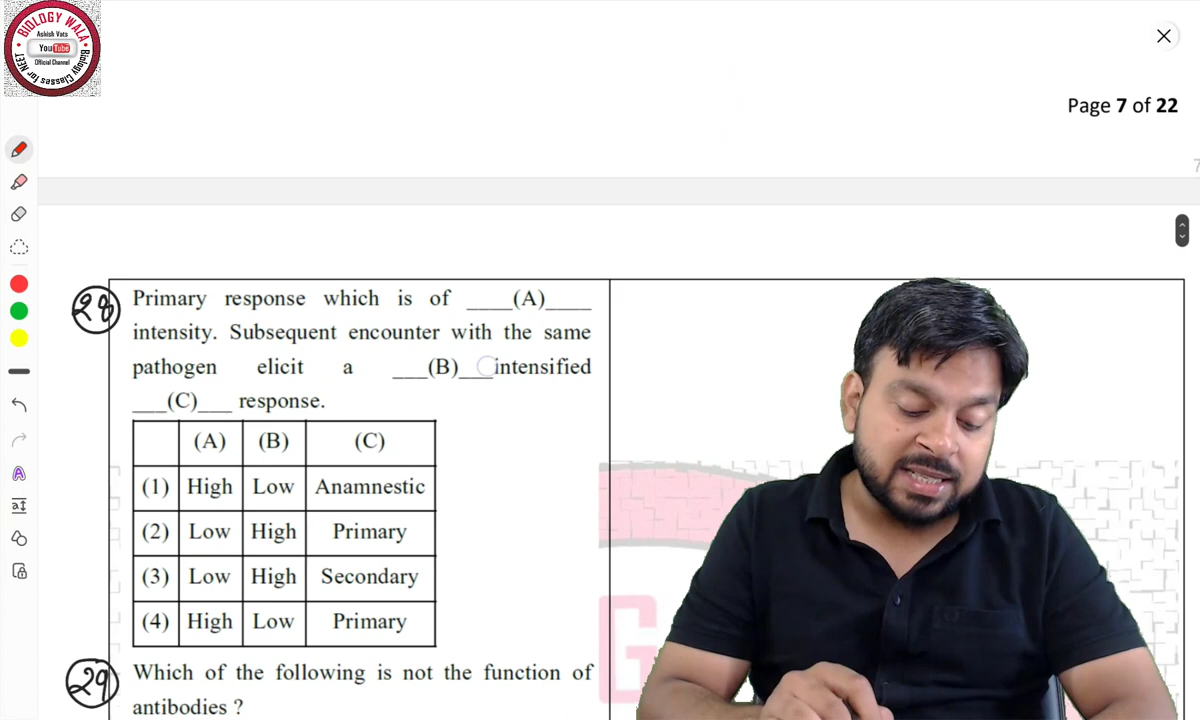 BIOLOGY WALA
Ashish Vats
YouTube
Official Channel
Biology Classes for NEET
Page 7 of 22
7
28
Primary response which is of ____(A)____
intensity. Subsequent encounter with the same
pathogen elicit a ___(B)___intensified
___(C)___ response.
(A) (B) (C)
(1) High Low Anamnestic
(2) Low High Primary
(3) Low High Secondary
(4) High Low Primary
29
Which of the following is not the function of
antibodies ?
G